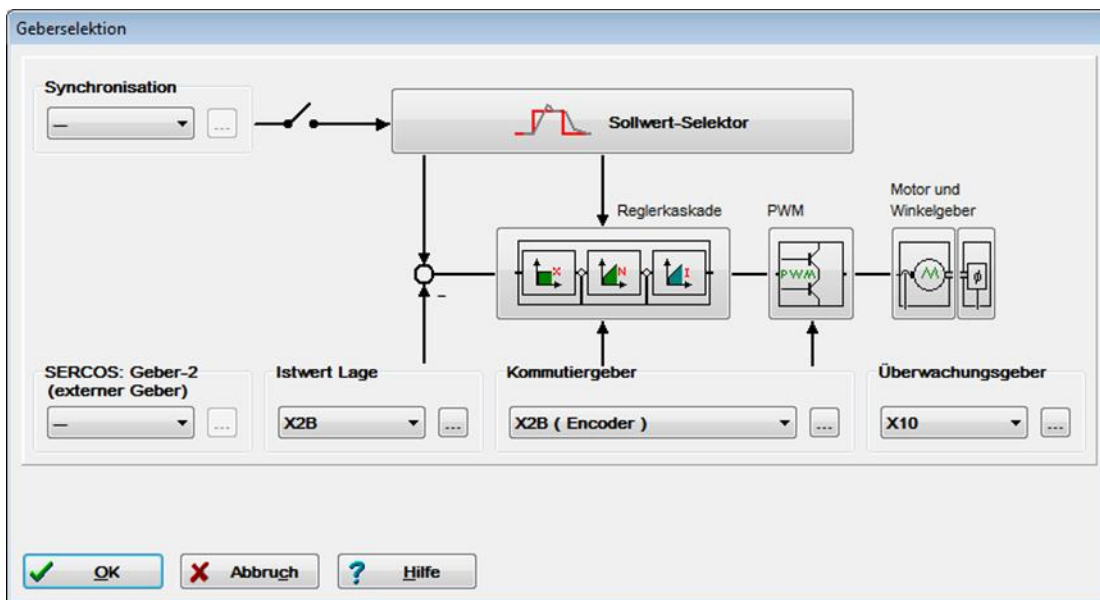 Geberselektion
Synchronisation
—
...
Sollwert-Selektor
Reglerkaskade
PWM
Motor und
Winkelgeber
X
N
I
PWM
M
ϕ
–
SERCOS: Geber-2
(externer Geber)
—
...
Istwert Lage
X2B
...
Kommutiergeber
X2B ( Encoder )
...
Überwachungsgeber
X10
...
OK
Abbruch
? Hilfe